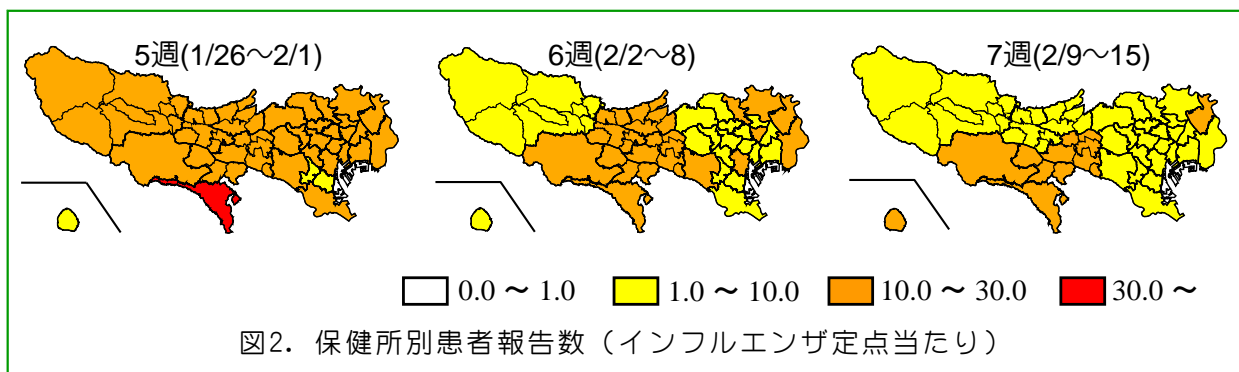 5週(1/26～2/1)
6週(2/2～8)
7週(2/9～15)
0.0 ～ 1.0
1.0 ～ 10.0
10.0 ～ 30.0
30.0 ～
図2. 保健所別患者報告数（インフルエンザ定点当たり）